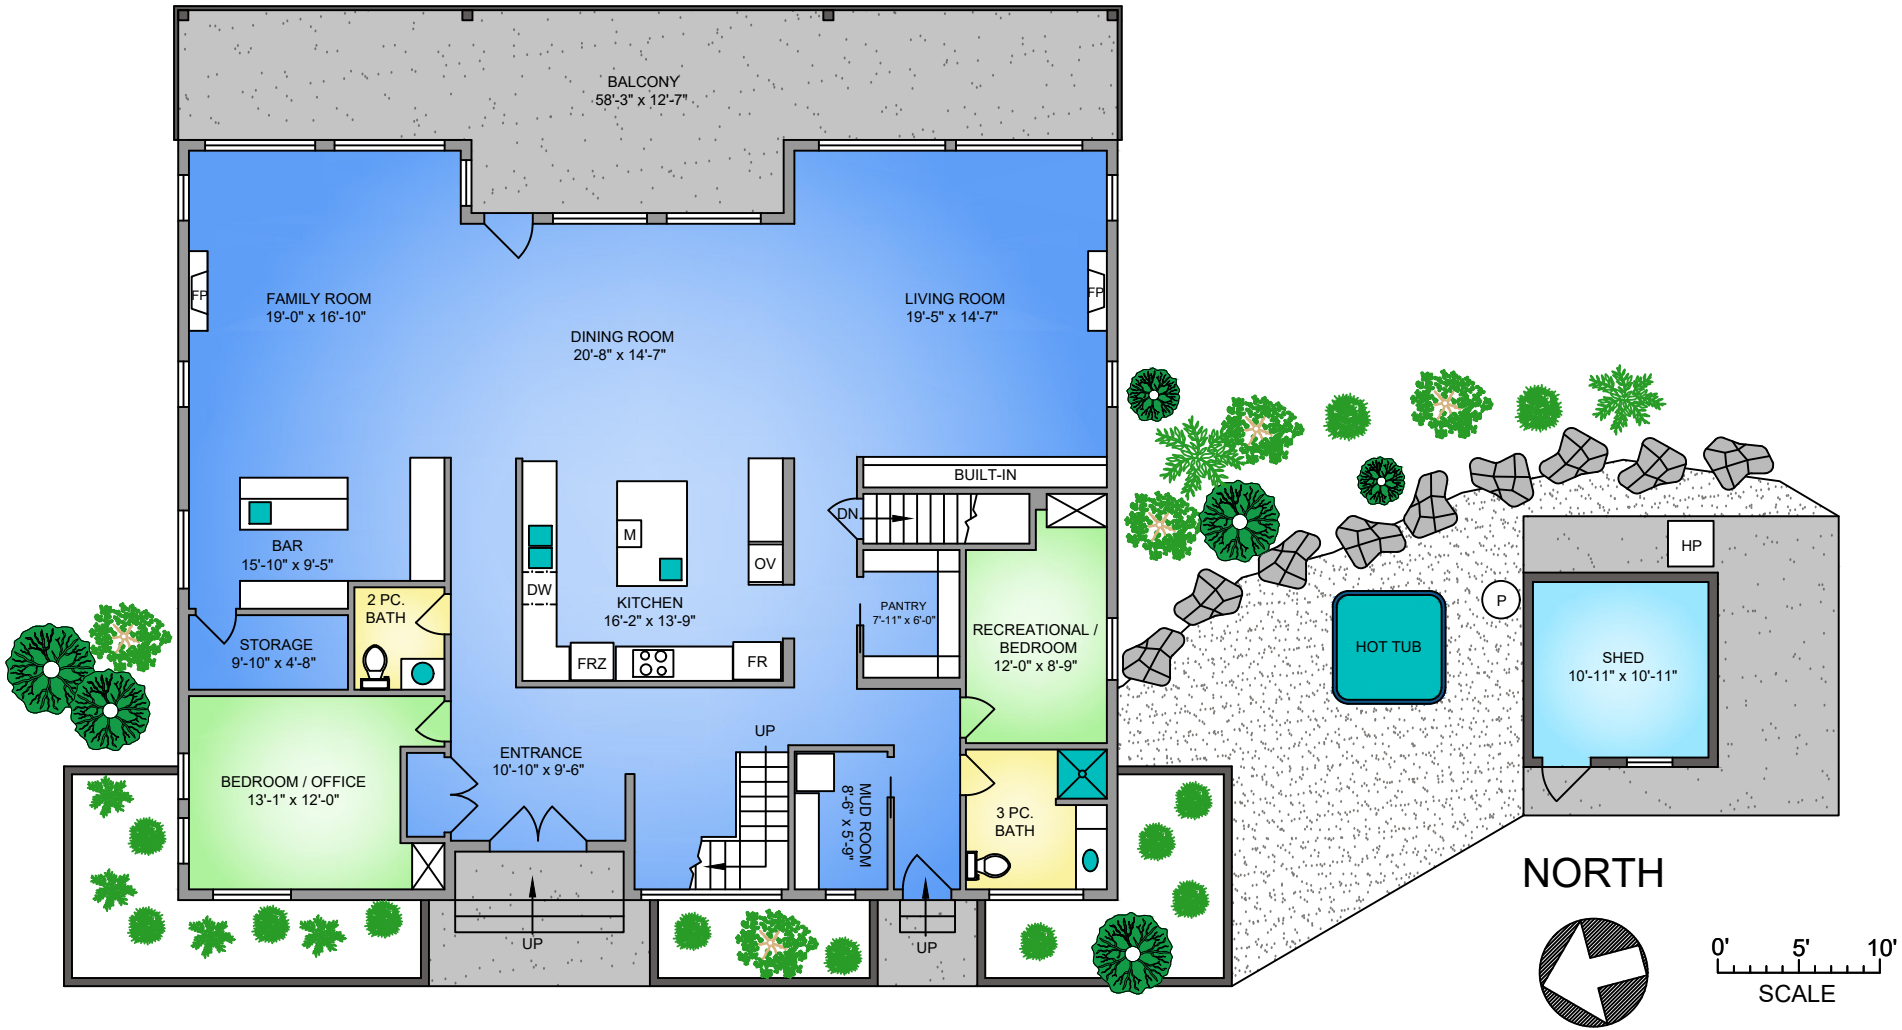 BALCONY
58'-3" x 12'-7"
FAMILY ROOM
19'-0" x 16'-10"
FP
DINING ROOM
20'-8" x 14'-7"
LIVING ROOM
19'-5" x 14'-7"
FP
BUILT-IN
DN
BAR
15'-10" x 9'-5"
M
OV
DW
KITCHEN
16'-2" x 13'-9"
FRZ
FR
2 PC.
BATH
STORAGE
9'-10" x 4'-8"
PANTRY
7'-11" x 6'-0"
RECREATIONAL /
BEDROOM
12'-0" x 8'-9"
HP
P
HOT TUB
SHED
10'-11" x 10'-11"
UP
ENTRANCE
10'-10" x 9'-6"
BEDROOM / OFFICE
13'-1" x 12'-0"
MUD ROOM
8'-6" x 5'-9"
3 PC.
BATH
UP
UP
NORTH
0' 5' 10'
SCALE